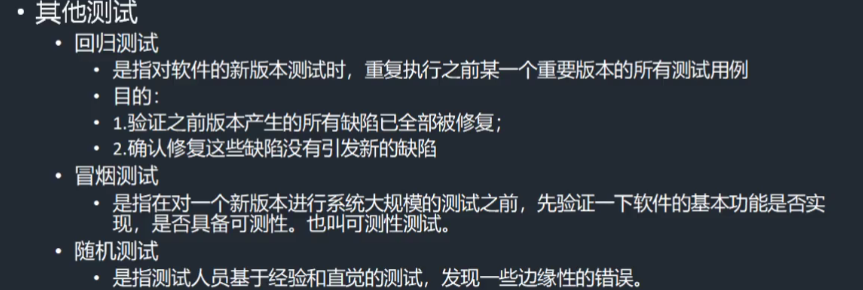 • 其他测试
• 回归测试
• 是指对软件的新版本测试时，重复执行之前某一个重要版本的所有测试用例
• 目的：
• 1.验证之前版本产生的所有缺陷已全部被修复；
• 2.确认修复这些缺陷没有引发新的缺陷
• 冒烟测试
• 是指在对一个新版本进行系统大规模的测试之前，先验证一下软件的基本功能是否实
现，是否具备可测性。也叫可测性测试。
• 随机测试
• 是指测试人员基于经验和直觉的测试，发现一些边缘性的错误。